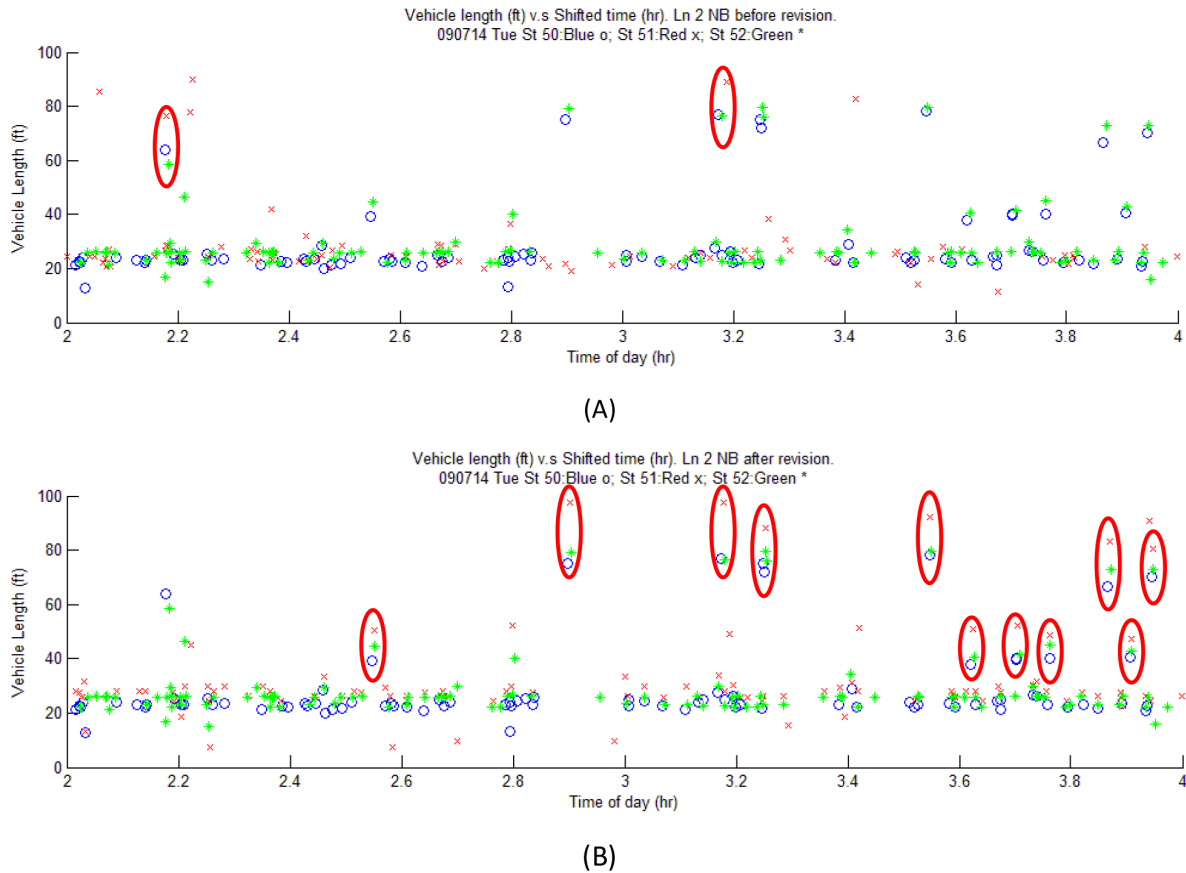 Vehicle length (ft) v.s Shifted time (hr). Ln 2 NB before revision.
090714 Tue St 50:Blue o; St 51:Red x; St 52:Green *
100
80
60
40
20
0
Vehicle Length (ft)
2 2.2 2.4 2.6 2.8 3 3.2 3.4 3.6 3.8 4
Time of day (hr)
(A)
Vehicle length (ft) v.s Shifted time (hr). Ln 2 NB after revision.
090714 Tue St 50:Blue o; St 51:Red x; St 52:Green *
100
80
60
40
20
0
Vehicle Length (ft)
2 2.2 2.4 2.6 2.8 3 3.2 3.4 3.6 3.8 4
Time of day (hr)
(B)